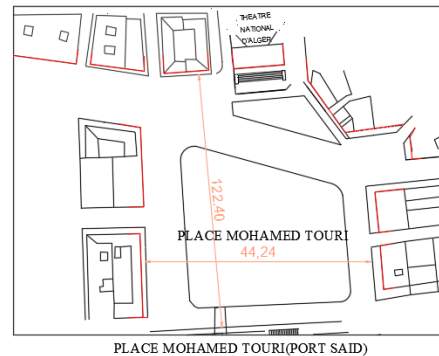 THEATRE
NATIONAL
D'ALGER
122,40
PLACE MOHAMED TOURI
44,24
PLACE MOHAMED TOURI(PORT SAID)